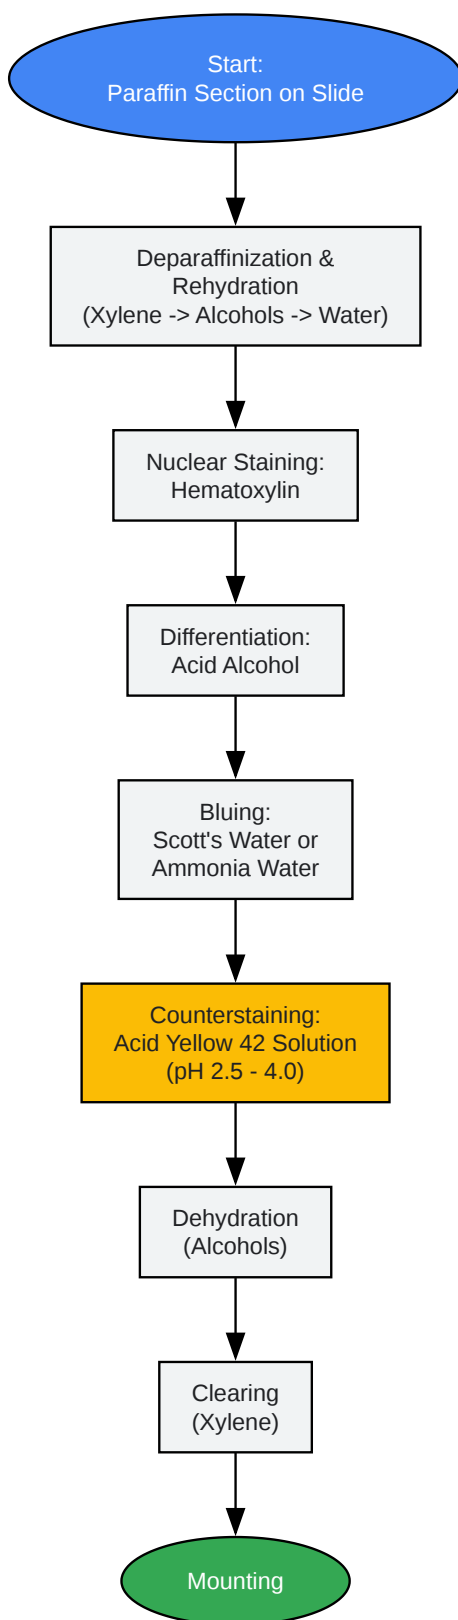 Start:
Paraffin Section on Slide
Deparaffinization &
Rehydration
(Xylene -> Alcohols -> Water)
Nuclear Staining:
Hematoxylin
Differentiation:
Acid Alcohol
Bluing:
Scott's Water or
Ammonia Water
Counterstaining:
Acid Yellow 42 Solution
(pH 2.5 - 4.0)
Dehydration
(Alcohols)
Clearing
(Xylene)
Mounting